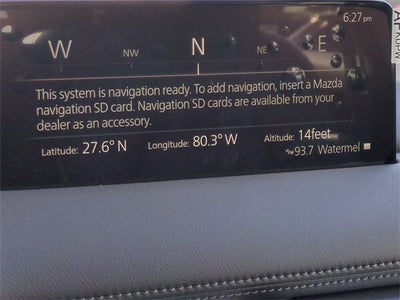 6:27pm
W NW N NE E
This system is navigation ready. To add navigation, insert a Mazda
navigation SD card. Navigation SD cards are available from your
dealer as an accessory.
Latitude: 27.6° N Longitude: 80.3° W Altitude: 14feet
FM 93.7 Watermel